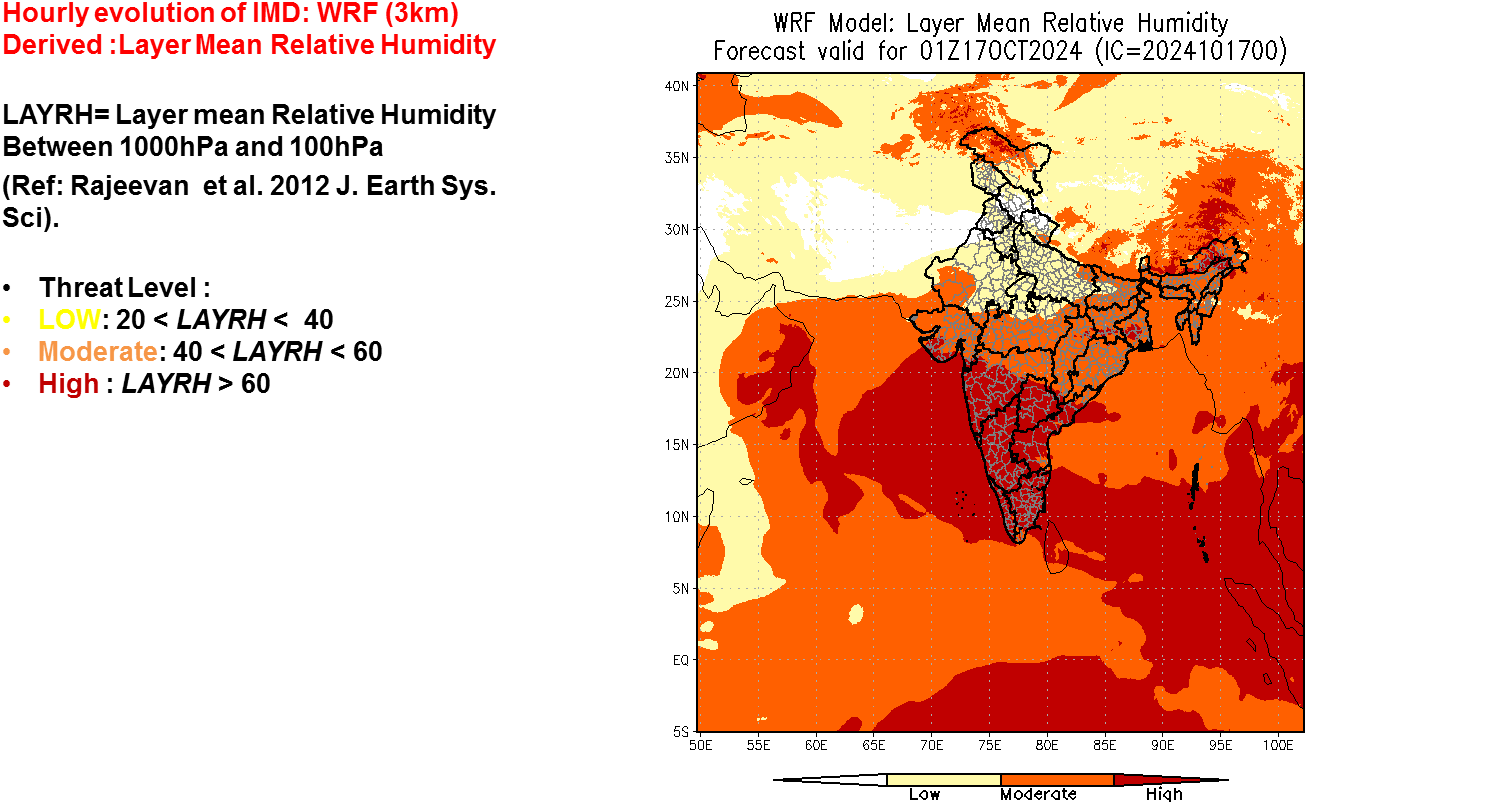 Hourly evolution of IMD: WRF (3km)
Derived :Layer Mean Relative Humidity
LAYRH= Layer mean Relative Humidity
Between 1000hPa and 100hPa
(Ref: Rajeevan et al. 2012 J. Earth Sys.
Sci).
• Threat Level :
• LOW: 20 < LAYRH < 40
• Moderate: 40 < LAYRH < 60
• High : LAYRH > 60
WRF Model: Layer Mean Relative Humidity
Forecast valid for 01Z17OCT2024 (IC=2024101700)
40N
35N
30N
25N
20N
15N
10N
5N
EQ
5S
50E 55E 60E 65E 70E 75E 80E 85E 90E 95E 100E
Low Moderate High